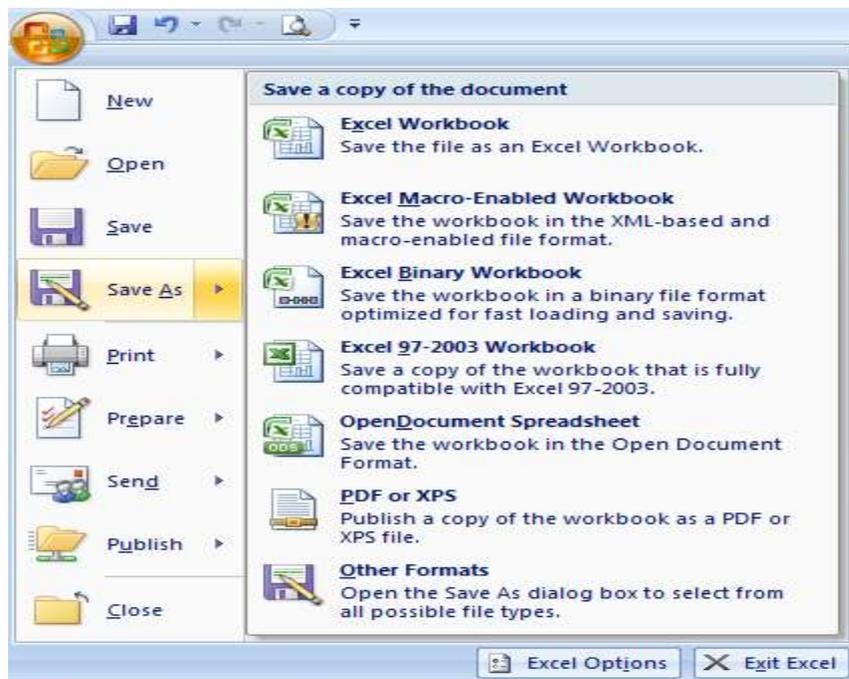 New
Open
Save
Save As
Print
Prepare
Send
Publish
Close
Save a copy of the document
Excel Workbook
Save the file as an Excel Workbook.
Excel Macro-Enabled Workbook
Save the workbook in the XML-based and
macro-enabled file format.
Excel Binary Workbook
Save the workbook in a binary file format
optimized for fast loading and saving.
Excel 97-2003 Workbook
Save a copy of the workbook that is fully
compatible with Excel 97-2003.
OpenDocument Spreadsheet
Save the workbook in the Open Document
Format.
ODS
PDF or XPS
Publish a copy of the workbook as a PDF or
XPS file.
Other Formats
Open the Save As dialog box to select from
all possible file types.
Excel Options
Exit Excel